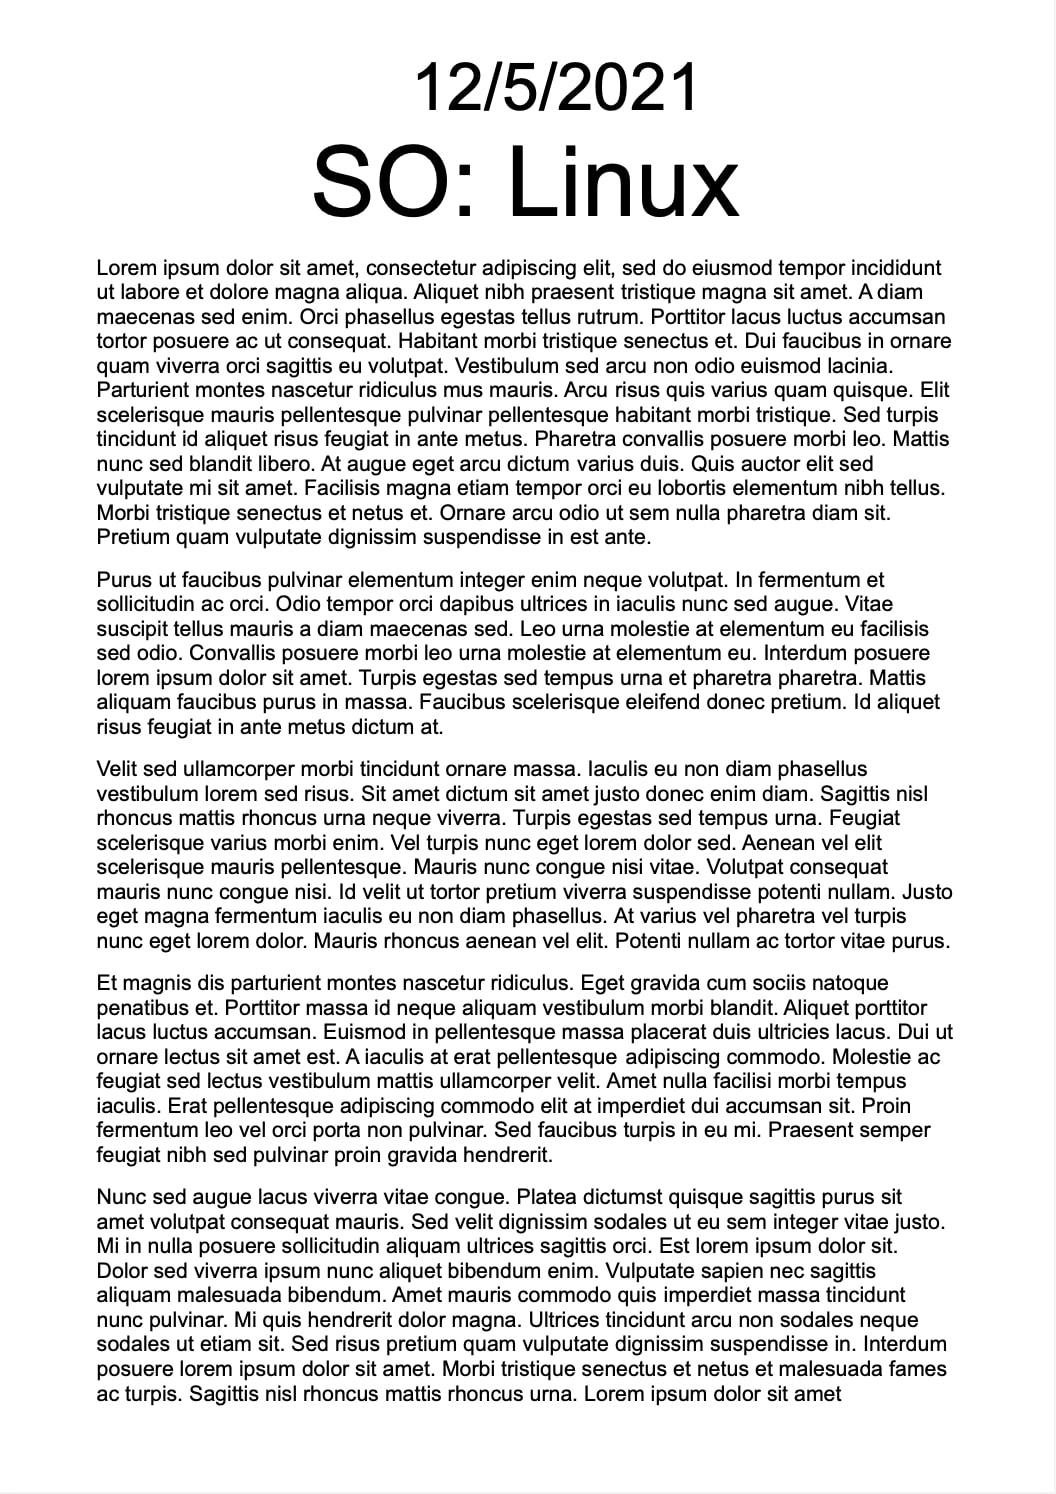 12/5/2021
SO: Linux
Lorem ipsum dolor sit amet, consectetur adipiscing elit, sed do eiusmod tempor incididunt
ut labore et dolore magna aliqua. Aliquet nibh praesent tristique magna sit amet. A diam
maecenas sed enim. Orci phasellus egestas tellus rutrum. Porttitor lacus luctus accumsan
tortor posuere ac ut consequat. Habitant morbi tristique senectus et. Dui faucibus in ornare
quam viverra orci sagittis eu volutpat. Vestibulum sed arcu non odio euismod lacinia.
Parturient montes nascetur ridiculus mus mauris. Arcu risus quis varius quam quisque. Elit
scelerisque mauris pellentesque pulvinar pellentesque habitant morbi tristique. Sed turpis
tincidunt id aliquet risus feugiat in ante metus. Pharetra convallis posuere morbi leo. Mattis
nunc sed blandit libero. At augue eget arcu dictum varius duis. Quis auctor elit sed
vulputate mi sit amet. Facilisis magna etiam tempor orci eu lobortis elementum nibh tellus.
Morbi tristique senectus et netus et. Ornare arcu odio ut sem nulla pharetra diam sit.
Pretium quam vulputate dignissim suspendisse in est ante.
Purus ut faucibus pulvinar elementum integer enim neque volutpat. In fermentum et
sollicitudin ac orci. Odio tempor orci dapibus ultrices in iaculis nunc sed augue. Vitae
suscipit tellus mauris a diam maecenas sed. Leo urna molestie at elementum eu facilisis
sed odio. Convallis posuere morbi leo urna molestie at elementum eu. Interdum posuere
lorem ipsum dolor sit amet. Turpis egestas sed tempus urna et pharetra pharetra. Mattis
aliquam faucibus purus in massa. Faucibus scelerisque eleifend donec pretium. Id aliquet
risus feugiat in ante metus dictum at.
Velit sed ullamcorper morbi tincidunt ornare massa. Iaculis eu non diam phasellus
vestibulum lorem sed risus. Sit amet dictum sit amet justo donec enim diam. Sagittis nisl
rhoncus mattis rhoncus urna neque viverra. Turpis egestas sed tempus urna. Feugiat
scelerisque varius morbi enim. Vel turpis nunc eget lorem dolor sed. Aenean vel elit
scelerisque mauris pellentesque. Mauris nunc congue nisi vitae. Volutpat consequat
mauris nunc congue nisi. Id velit ut tortor pretium viverra suspendisse potenti nullam. Justo
eget magna fermentum iaculis eu non diam phasellus. At varius vel pharetra vel turpis
nunc eget lorem dolor. Mauris rhoncus aenean vel elit. Potenti nullam ac tortor vitae purus.
Et magnis dis parturient montes nascetur ridiculus. Eget gravida cum sociis natoque
penatibus et. Porttitor massa id neque aliquam vestibulum morbi blandit. Aliquet porttitor
lacus luctus accumsan. Euismod in pellentesque massa placerat duis ultricies lacus. Dui ut
ornare lectus sit amet est. A iaculis at erat pellentesque adipiscing commodo. Molestie ac
feugiat sed lectus vestibulum mattis ullamcorper velit. Amet nulla facilisi morbi tempus
iaculis. Erat pellentesque adipiscing commodo elit at imperdiet dui accumsan sit. Proin
fermentum leo vel orci porta non pulvinar. Sed faucibus turpis in eu mi. Praesent semper
feugiat nibh sed pulvinar proin gravida hendrerit.
Nunc sed augue lacus viverra vitae congue. Platea dictumst quisque sagittis purus sit
amet volutpat consequat mauris. Sed velit dignissim sodales ut eu sem integer vitae justo.
Mi in nulla posuere sollicitudin aliquam ultrices sagittis orci. Est lorem ipsum dolor sit.
Dolor sed viverra ipsum nunc aliquet bibendum enim. Vulputate sapien nec sagittis
aliquam malesuada bibendum. Amet mauris commodo quis imperdiet massa tincidunt
nunc pulvinar. Mi quis hendrerit dolor magna. Ultrices tincidunt arcu non sodales neque
sodales ut etiam sit. Sed risus pretium quam vulputate dignissim suspendisse in. Interdum
posuere lorem ipsum dolor sit amet. Morbi tristique senectus et netus et malesuada fames
ac turpis. Sagittis nisl rhoncus mattis rhoncus urna. Lorem ipsum dolor sit amet